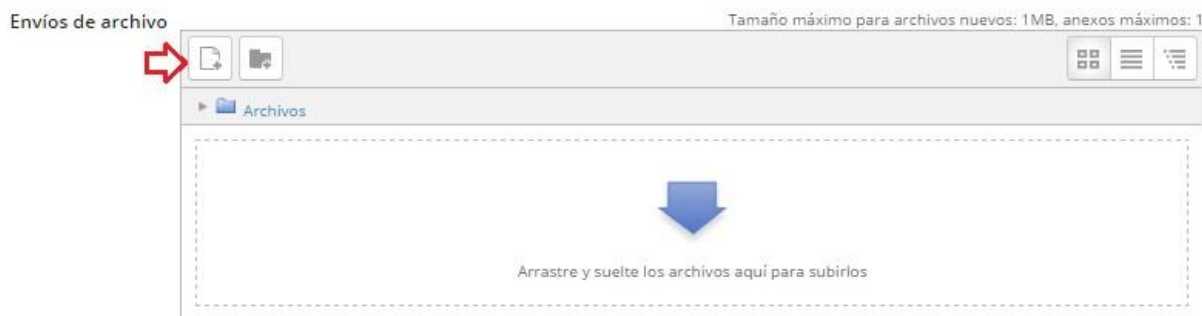 Envíos de archivo
Tamaño máximo para archivos nuevos: 1MB, anexos máximos: 1
Archivos
Arrastre y suelte los archivos aquí para subirlos